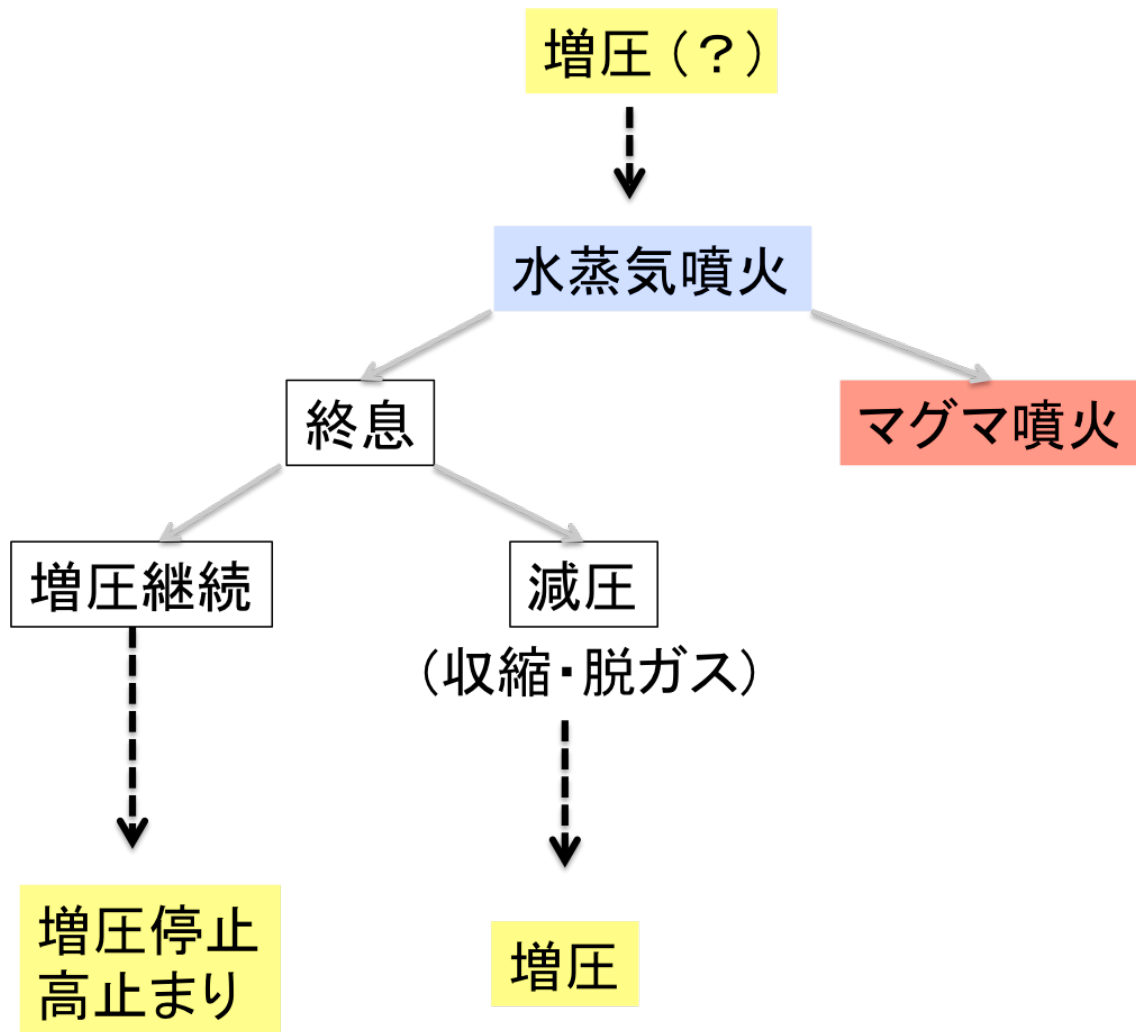 増圧（？）
水蒸気噴火
終息
マグマ噴火
増圧継続
減圧
（収縮・脱ガス）
増圧停止
高止まり
増圧